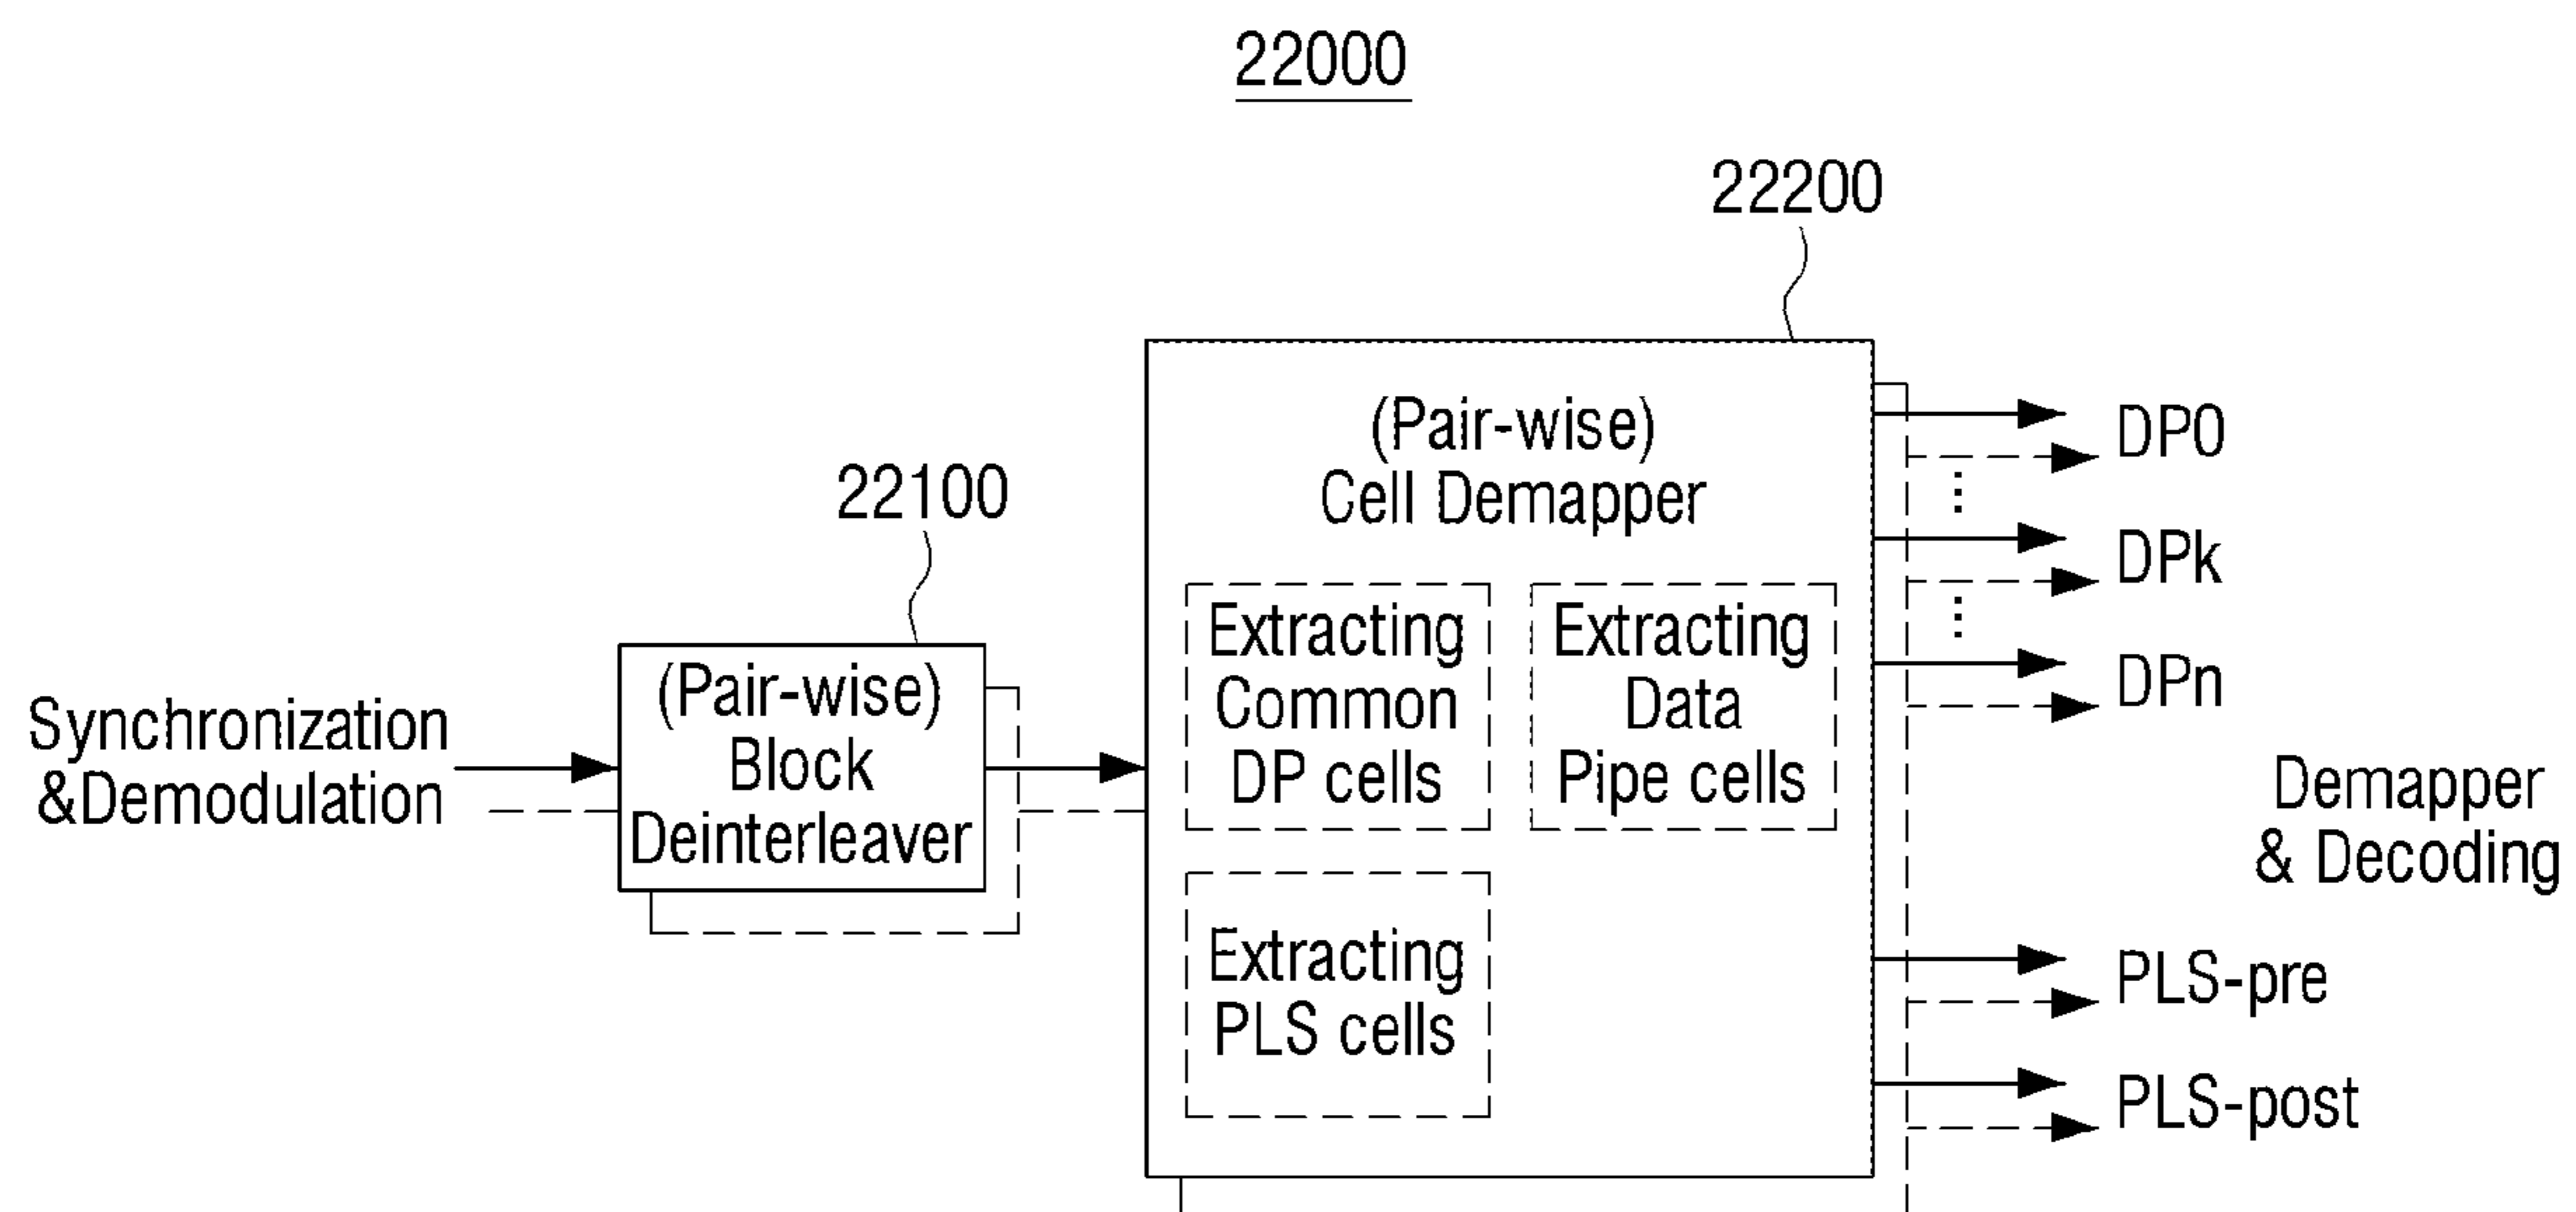 22000
22200
22100
(Pair-wise)
Cell Demapper
Extracting
Common
DP cells
Extracting
Data
Pipe cells
Extracting
PLS cells
(Pair-wise)
Block
Deinterleaver
Synchronization
&Demodulation
DP0
DPk
DPn
Demapper
& Decoding
PLS-pre
PLS-post